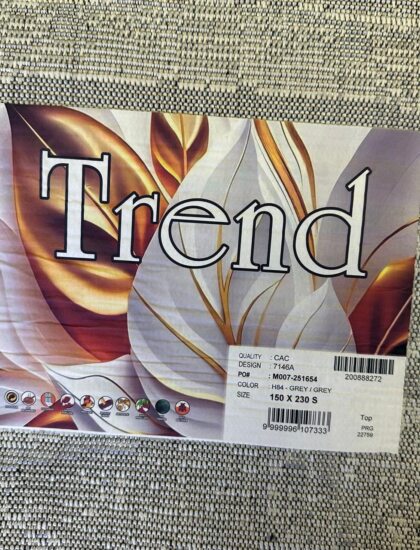 Trend
QUALITY : CAC
DESIGN : 7146A
PO# : M007-251654
COLOR : H84 - GREY / GREY
SIZE 150 X 230 S
200888272
9 999996 107333
Top
PRG
22759